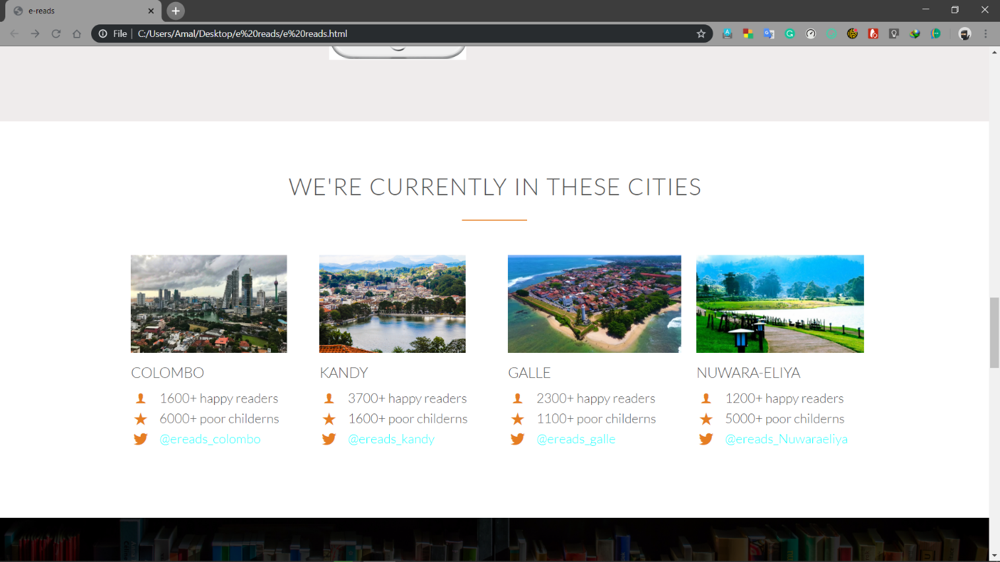 e-reads
File
C:/Users/Amal/Desktop/e%20reads/e%20reads.html
WE'RE CURRENTLY IN THESE CITIES
COLOMBO
1600+ happy readers
6000+ poor childerns
@ereads_colombo
KANDY
3700+ happy readers
1600+ poor childerns
@ereads_kandy
GALLE
2300+ happy readers
1100+ poor childerns
@ereads_galle
NUWARA-ELIYA
1200+ happy readers
5000+ poor childerns
@ereads_Nuwaraeliya